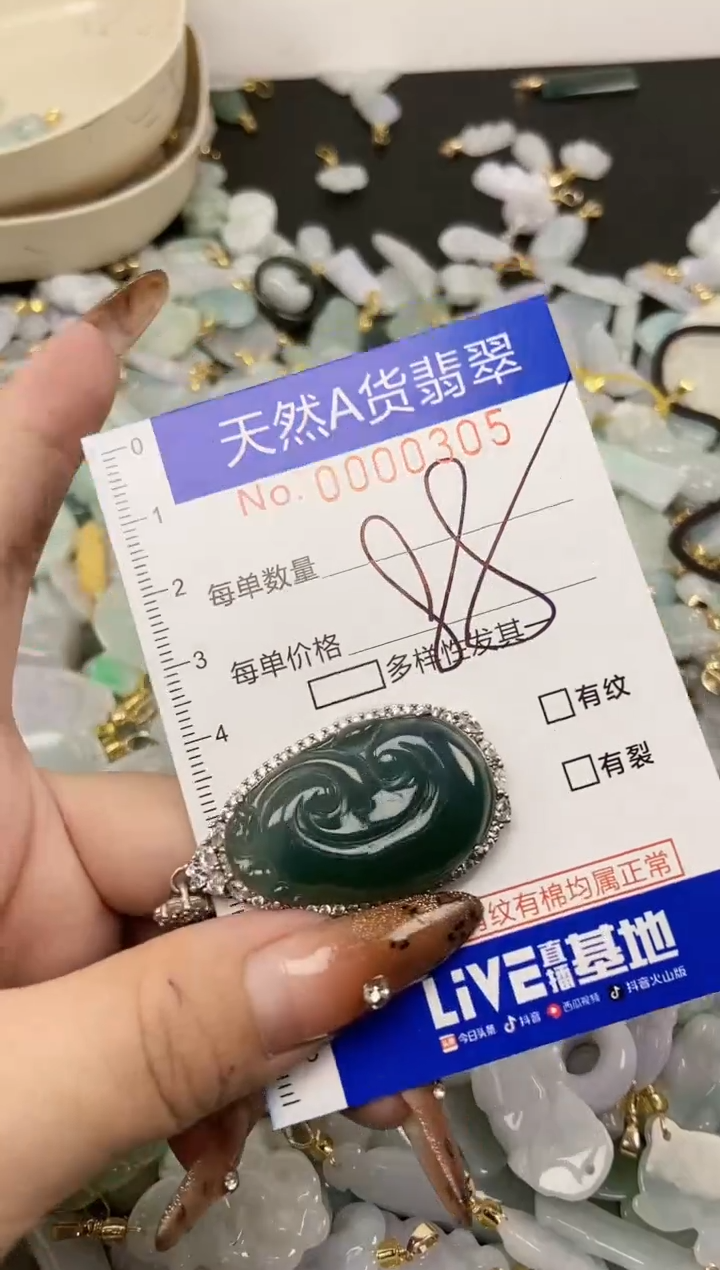 天然A货翡翠
No. 0000305
0
1
每单数量
2
每单价格
3
多样性发其
有纹
4
有裂
纹有棉均属正常
LiVE直播基地
今日头条 抖音 西瓜视频 抖音火山版